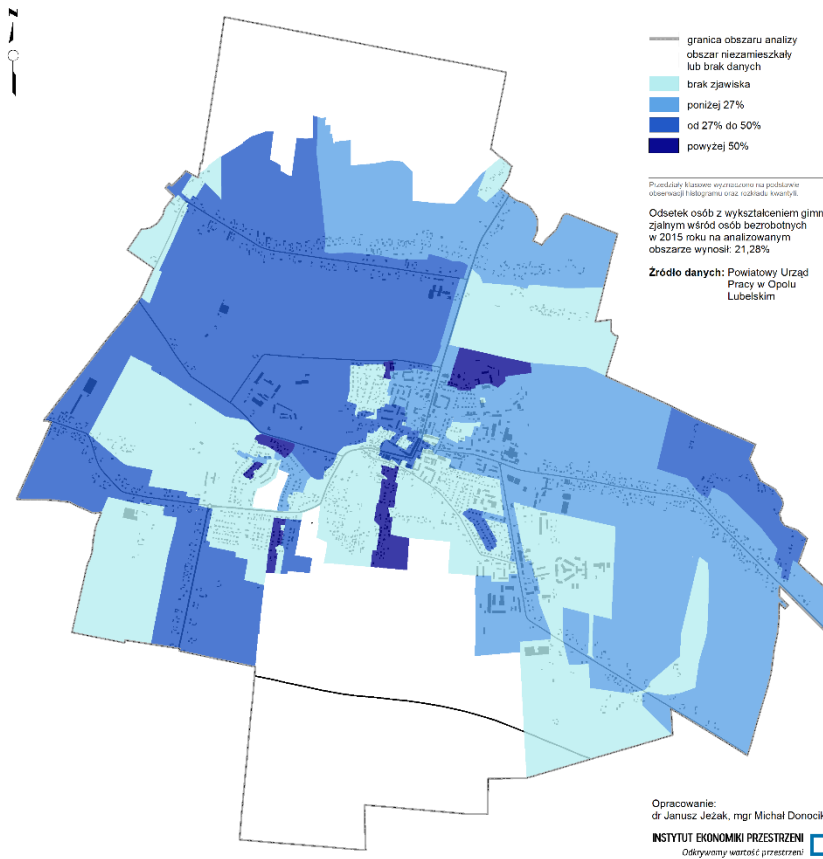 N
granica obszaru analizy
obszar niezamieszkały
lub brak danych
brak zjawiska
poniżej 27%
od 27% do 50%
powyżej 50%
Przedziały klasowe wyznaczono na podstawie
obserwacji histogramu oraz rozkładu kwantyli.
Odsetek osób z wykształceniem gimn
zjalnym wśród osób bezrobotnych
w 2015 roku na analizowanym
obszarze wynosił: 21,28%
Źródło danych: Powiatowy Urząd
Pracy w Opolu
Lubelskim
Opracowanie:
dr Janusz Jeżak, mgr Michał Donocik
INSTYTUT EKONOMIKI PRZESTRZENI
Odkrywamy wartość przestrzeni